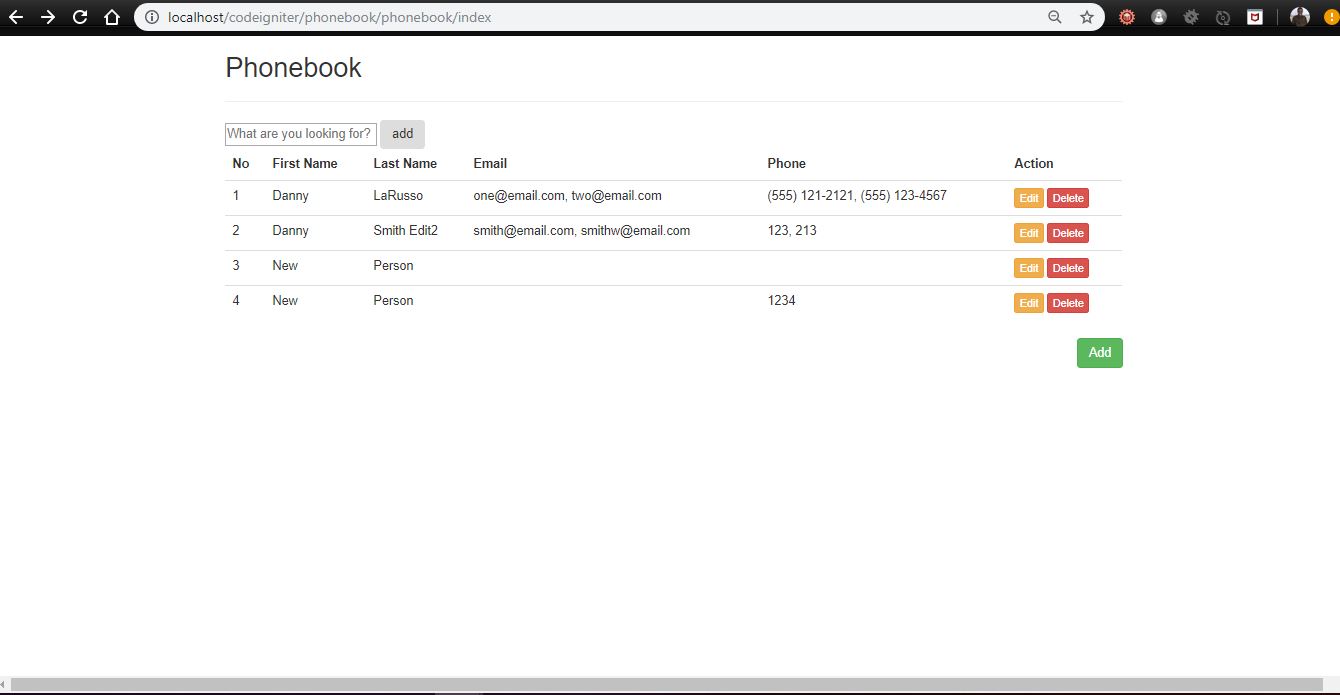 localhost/codeigniter/phonebook/phonebook/index
Phonebook
What are you looking for? add
No First Name Last Name Email Phone Action
1 Danny LaRusso one@email.com, two@email.com (555) 121-2121, (555) 123-4567 Edit Delete
2 Danny Smith Edit2 smith@email.com, smithw@email.com 123, 213 Edit Delete
3 New Person Edit Delete
4 New Person 1234 Edit Delete
Add